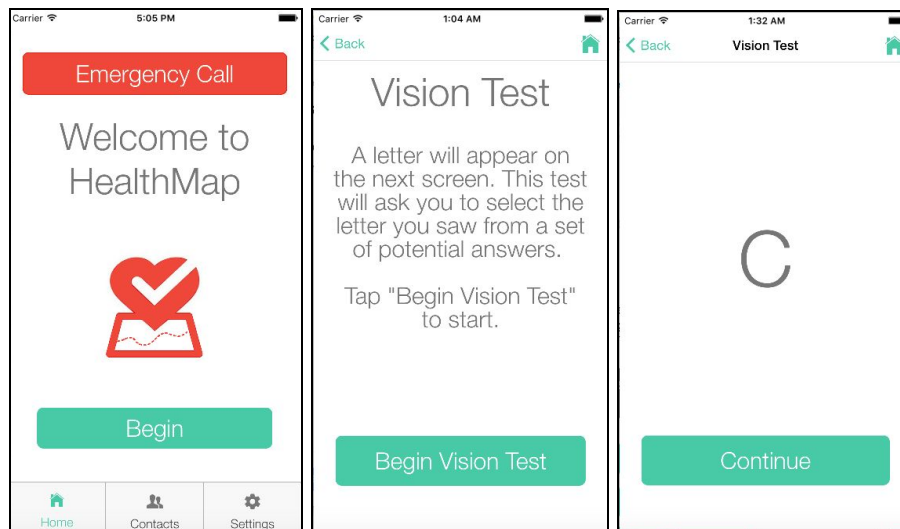 Carrier 5:05 PM
Emergency Call
Welcome to
HealthMap
Begin
Home Contacts Settings
Carrier 1:04 AM
Back
Vision Test
A letter will appear on
the next screen. This test
will ask you to select the
letter you saw from a set
of potential answers.
Tap "Begin Vision Test"
to start.
Begin Vision Test
Carrier 1:32 AM
Back Vision Test
C
Continue